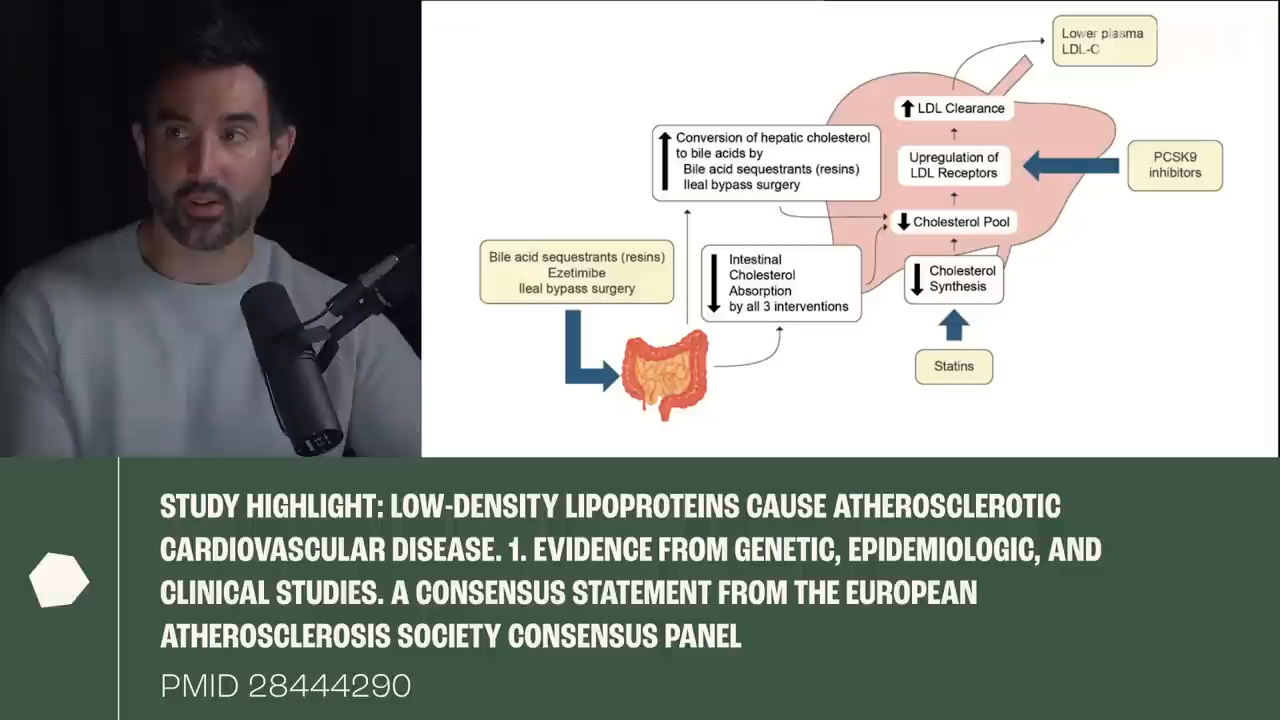 Lower plasma
LDL-C
LDL Clearance
Conversion of hepatic cholesterol
to bile acids by
Bile acid sequestrants (resins)
Ileal bypass surgery
Upregulation of
LDL Receptors
PCSK9
inhibitors
Cholesterol Pool
Bile acid sequestrants (resins)
Ezetimibe
Ileal bypass surgery
Intestinal
Cholesterol
Absorption
by all 3 interventions
Cholesterol
Synthesis
Statins
STUDY HIGHLIGHT: LOW-DENSITY LIPOPROTEINS CAUSE ATHEROSCLEROTIC
CARDIOVASCULAR DISEASE. 1. EVIDENCE FROM GENETIC, EPIDEMIOLOGIC, AND
CLINICAL STUDIES. A CONSENSUS STATEMENT FROM THE EUROPEAN
ATHEROSCLEROSIS SOCIETY CONSENSUS PANEL
PMID 28444290